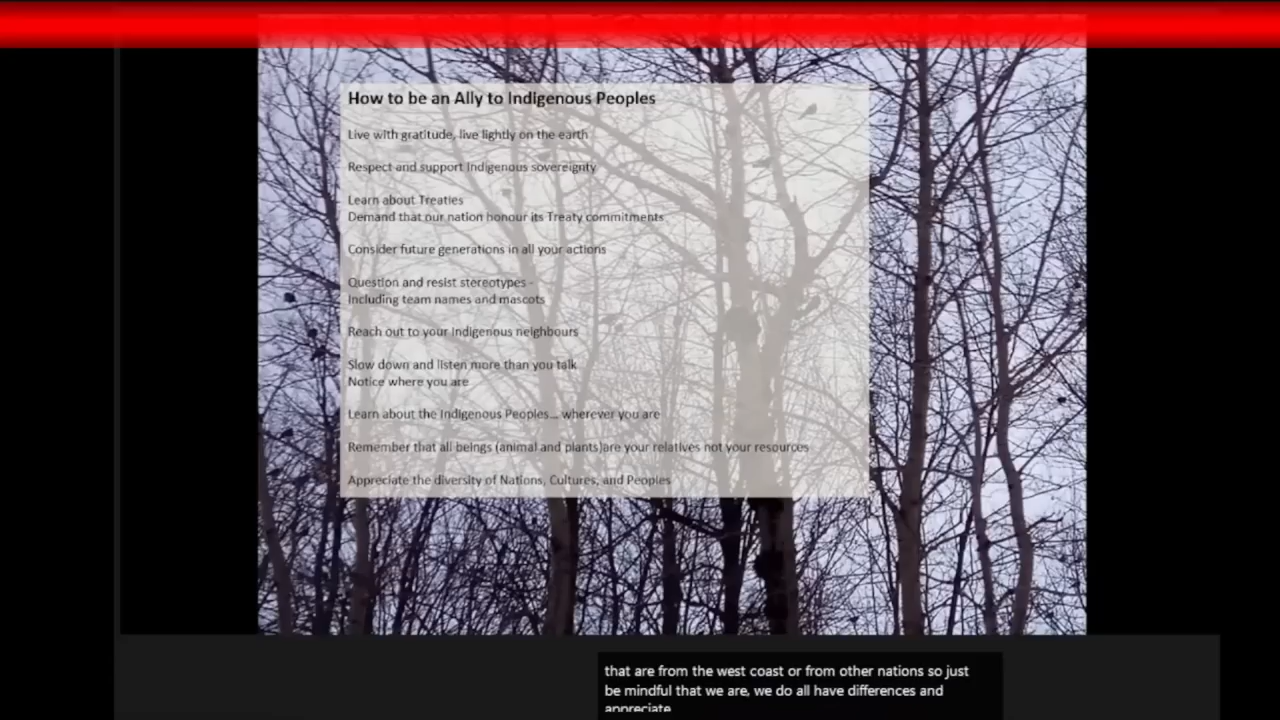 How to be an Ally to Indigenous Peoples
Live with gratitude, live lightly on the earth
Respect and support Indigenous sovereignty
Learn about Treaties
Demand that our nation honour its Treaty commitments
Consider future generations in all your actions
Question and resist stereotypes -
Including team names and mascots
Reach out to your Indigenous neighbours
Slow down and listen more than you talk
Notice where you are
Learn about the Indigenous Peoples... wherever you are
Remember that all beings (animal and plants)are your relatives not your resources
Appreciate the diversity of Nations, Cultures, and Peoples
that are from the west coast or from other nations so just
be mindful that we are, we do all have differences and
appreciate